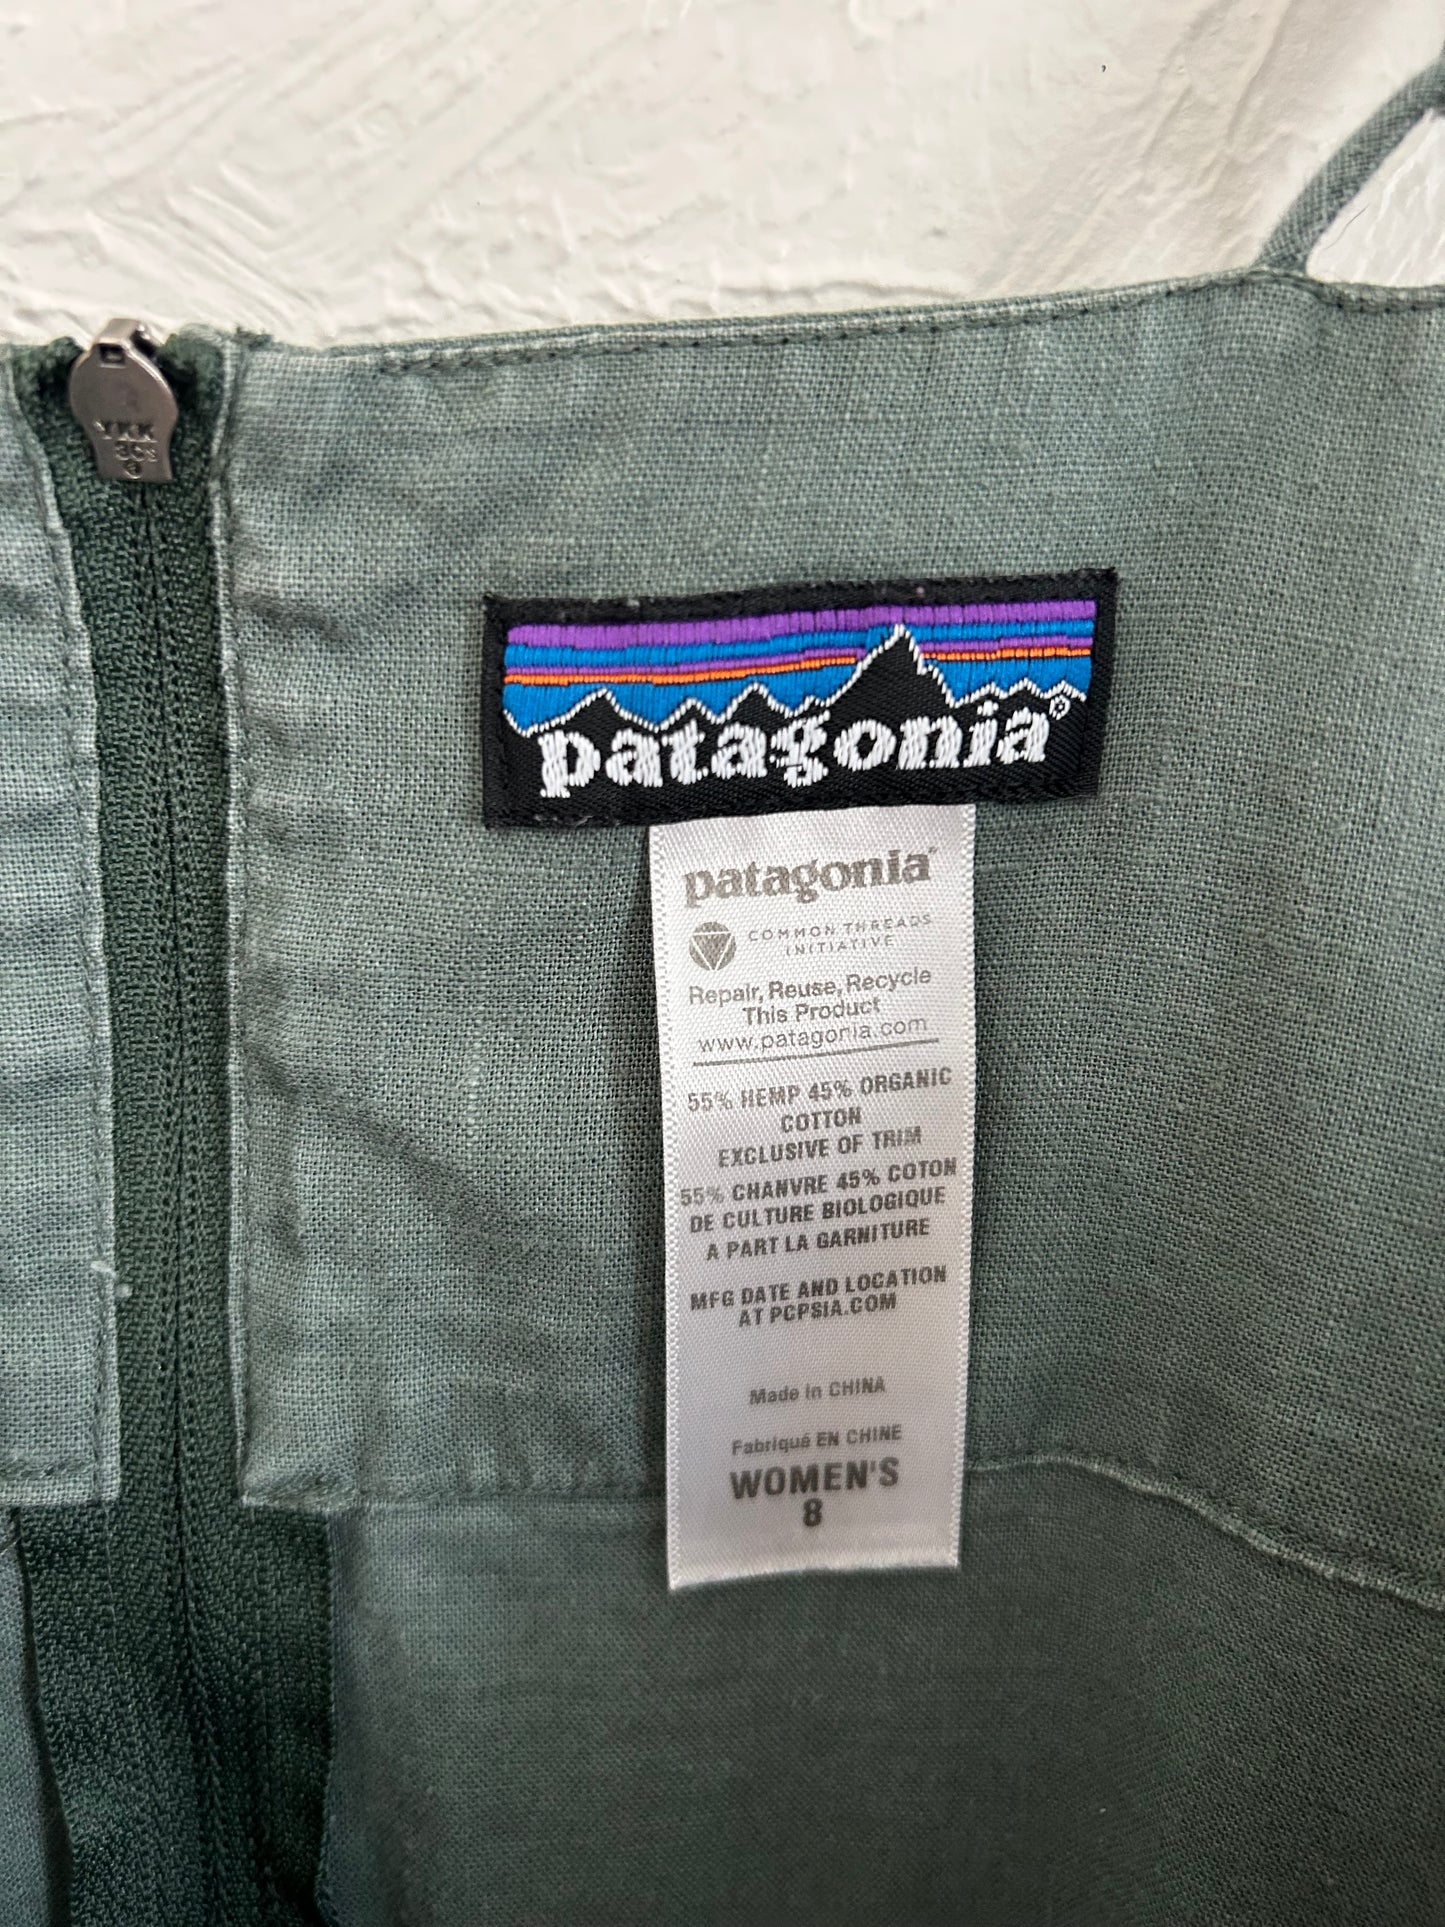 YKK
patagonia®
patagonia®
COMMON THREADS
INITIATIVE
Repair, Reuse, Recycle
This Product
www.patagonia.com
55% HEMP 45% ORGANIC
COTTON
EXCLUSIVE OF TRIM
55% CHANVRE 45% COTON
DE CULTURE BIOLOGIQUE
A PART LA GARNITURE
MFG DATE AND LOCATION
AT PCPSIA.COM
Made in CHINA
Fabriqué EN CHINE
WOMEN'S
8